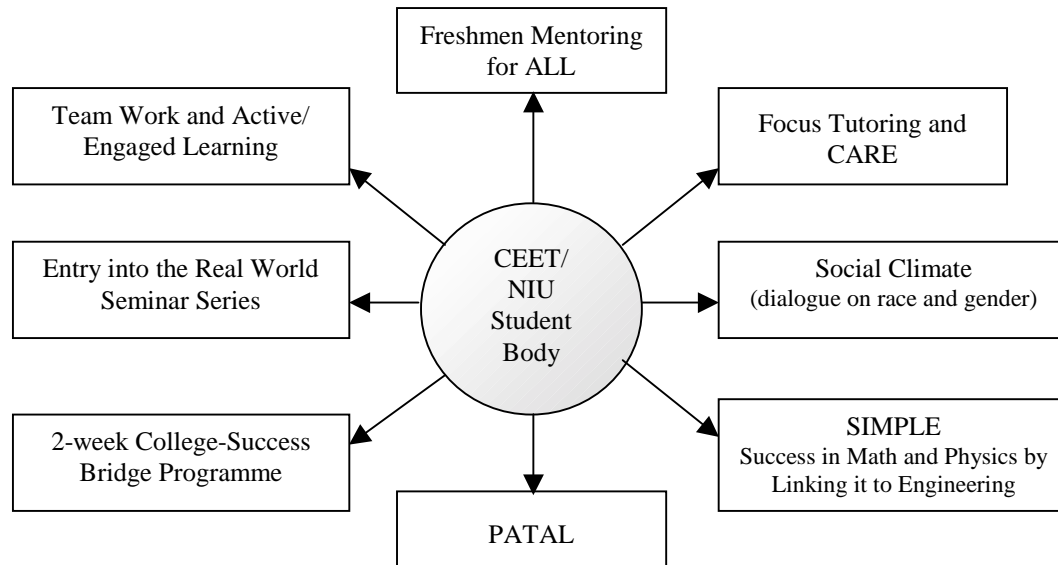 Freshmen Mentoring
for ALL
Team Work and Active/
Engaged Learning
Focus Tutoring and
CARE
Entry into the Real World
Seminar Series
CEET/
NIU
Student
Body
Social Climate
(dialogue on race and gender)
2-week College-Success
Bridge Programme
SIMPLE
Success in Math and Physics by
Linking it to Engineering
PATAL